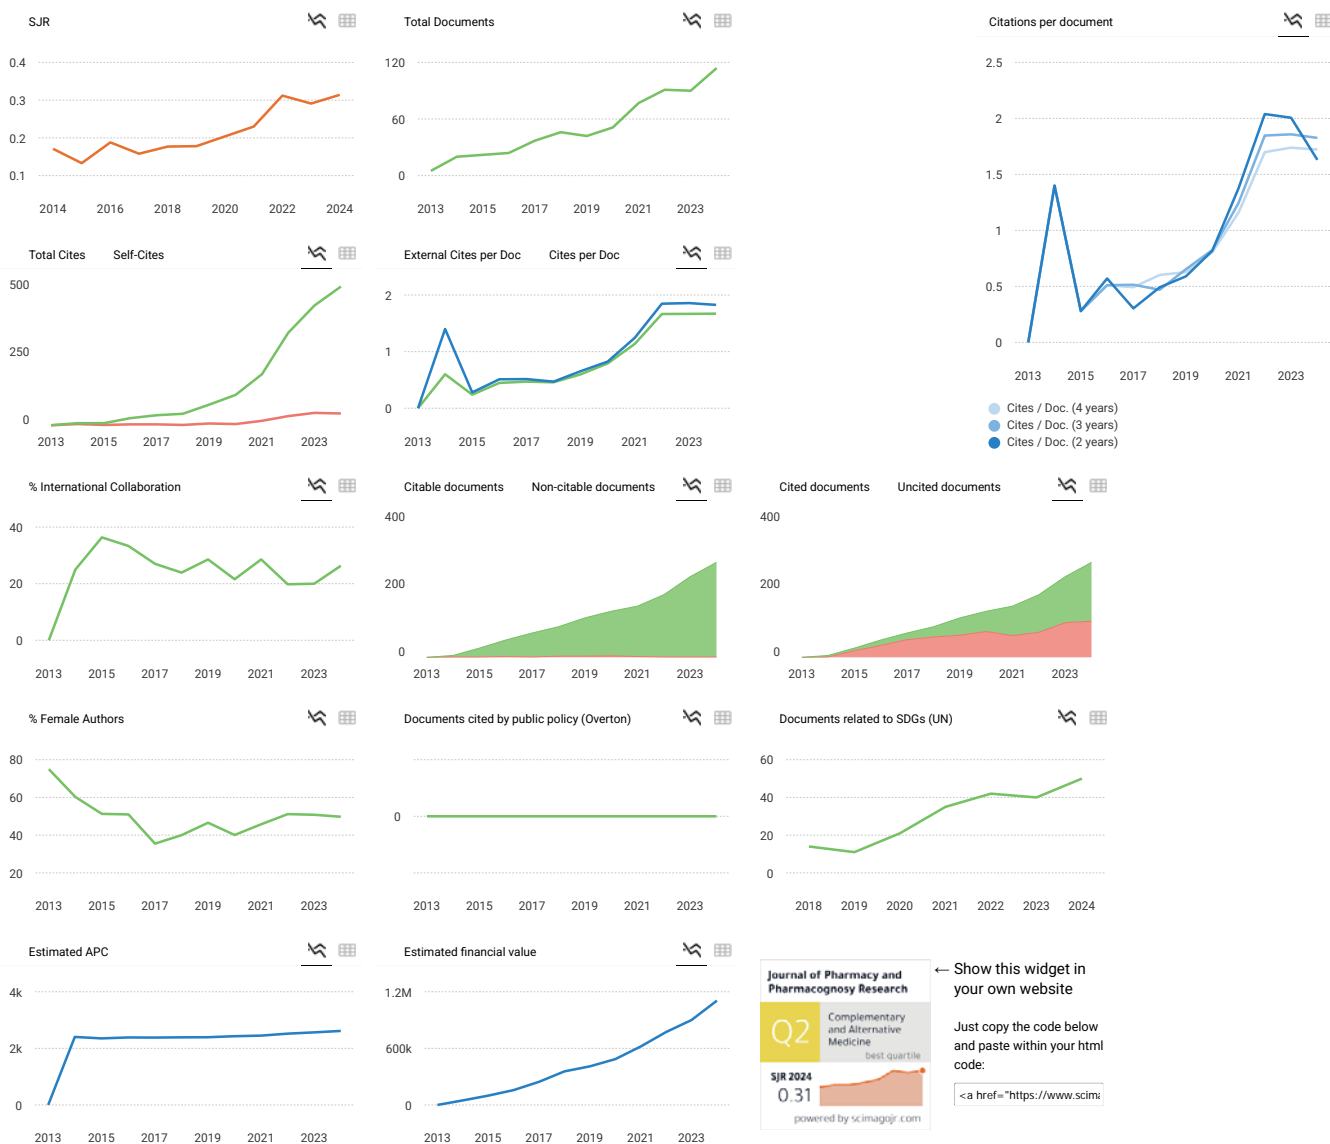 SJR
0.4
0.3
0.2
0.1
2014 2016 2018 2020 2022 2024
Total Documents
120
60
0
2013 2015 2017 2019 2021 2023
Citations per document
2.5
2
1.5
1
0.5
0
2013 2015 2017 2019 2021 2023
Cites / Doc. (4 years)
Cites / Doc. (3 years)
Cites / Doc. (2 years)
Total Cites Self-Cites
500
250
0
2013 2015 2017 2019 2021 2023
External Cites per Doc Cites per Doc
2
1
0
2013 2015 2017 2019 2021 2023
% International Collaboration
40
20
0
2013 2015 2017 2019 2021 2023
Citable documents Non-citable documents
400
200
0
2013 2015 2017 2019 2021 2023
Cited documents Uncited documents
400
200
0
2013 2015 2017 2019 2021 2023
% Female Authors
80
60
40
20
2013 2015 2017 2019 2021 2023
Documents cited by public policy (Overton)
0
2013 2015 2017 2019 2021 2023
Documents related to SDGs (UN)
60
40
20
0
2018 2019 2020 2021 2022 2023 2024
Estimated APC
4k
2k
0
2013 2015 2017 2019 2021 2023
Estimated financial value
1.2M
600k
0
2013 2015 2017 2019 2021 2023
Journal of Pharmacy and
Pharmacognosy Research
Q2
Complementary
and Alternative
Medicine
best quartile
SJR 2024
0.31
powered by scimagojr.com
← Show this widget in
your own website
Just copy the code below
and paste within your html
code:
<a href="https://www.scima